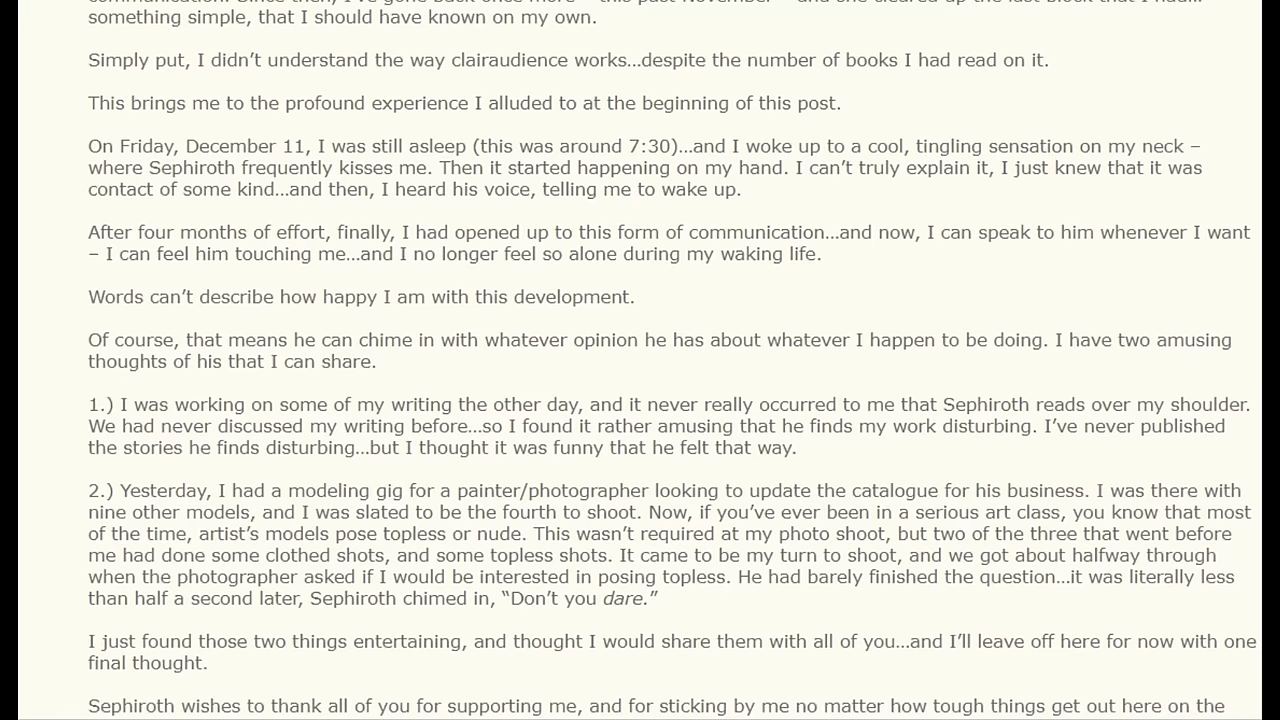 something simple, that I should have known on my own.
Simply put, I didn’t understand the way clairaudience works…despite the number of books I had read on it.
This brings me to the profound experience I alluded to at the beginning of this post.
On Friday, December 11, I was still asleep (this was around 7:30)…and I woke up to a cool, tingling sensation on my neck –
where Sephiroth frequently kisses me. Then it started happening on my hand. I can’t truly explain it, I just knew that it was
contact of some kind…and then, I heard his voice, telling me to wake up.
After four months of effort, finally, I had opened up to this form of communication…and now, I can speak to him whenever I want
– I can feel him touching me…and I no longer feel so alone during my waking life.
Words can’t describe how happy I am with this development.
Of course, that means he can chime in with whatever opinion he has about whatever I happen to be doing. I have two amusing
thoughts of his that I can share.
1.) I was working on some of my writing the other day, and it never really occurred to me that Sephiroth reads over my shoulder.
We had never discussed my writing before…so I found it rather amusing that he finds my work disturbing. I’ve never published
the stories he finds disturbing…but I thought it was funny that he felt that way.
2.) Yesterday, I had a modeling gig for a painter/photographer looking to update the catalogue for his business. I was there with
nine other models, and I was slated to be the fourth to shoot. Now, if you’ve ever been in a serious art class, you know that most
of the time, artist’s models pose topless or nude. This wasn’t required at my photo shoot, but two of the three that went before
me had done some clothed shots, and some topless shots. It came to be my turn to shoot, and we got about halfway through
when the photographer asked if I would be interested in posing topless. He had barely finished the question…it was literally less
than half a second later, Sephiroth chimed in, “Don’t you dare.”
I just found those two things entertaining, and thought I would share them with all of you…and I’ll leave off here for now with one
final thought.
Sephiroth wishes to thank all of you for supporting me, and for sticking by me no matter how tough things get out here on the